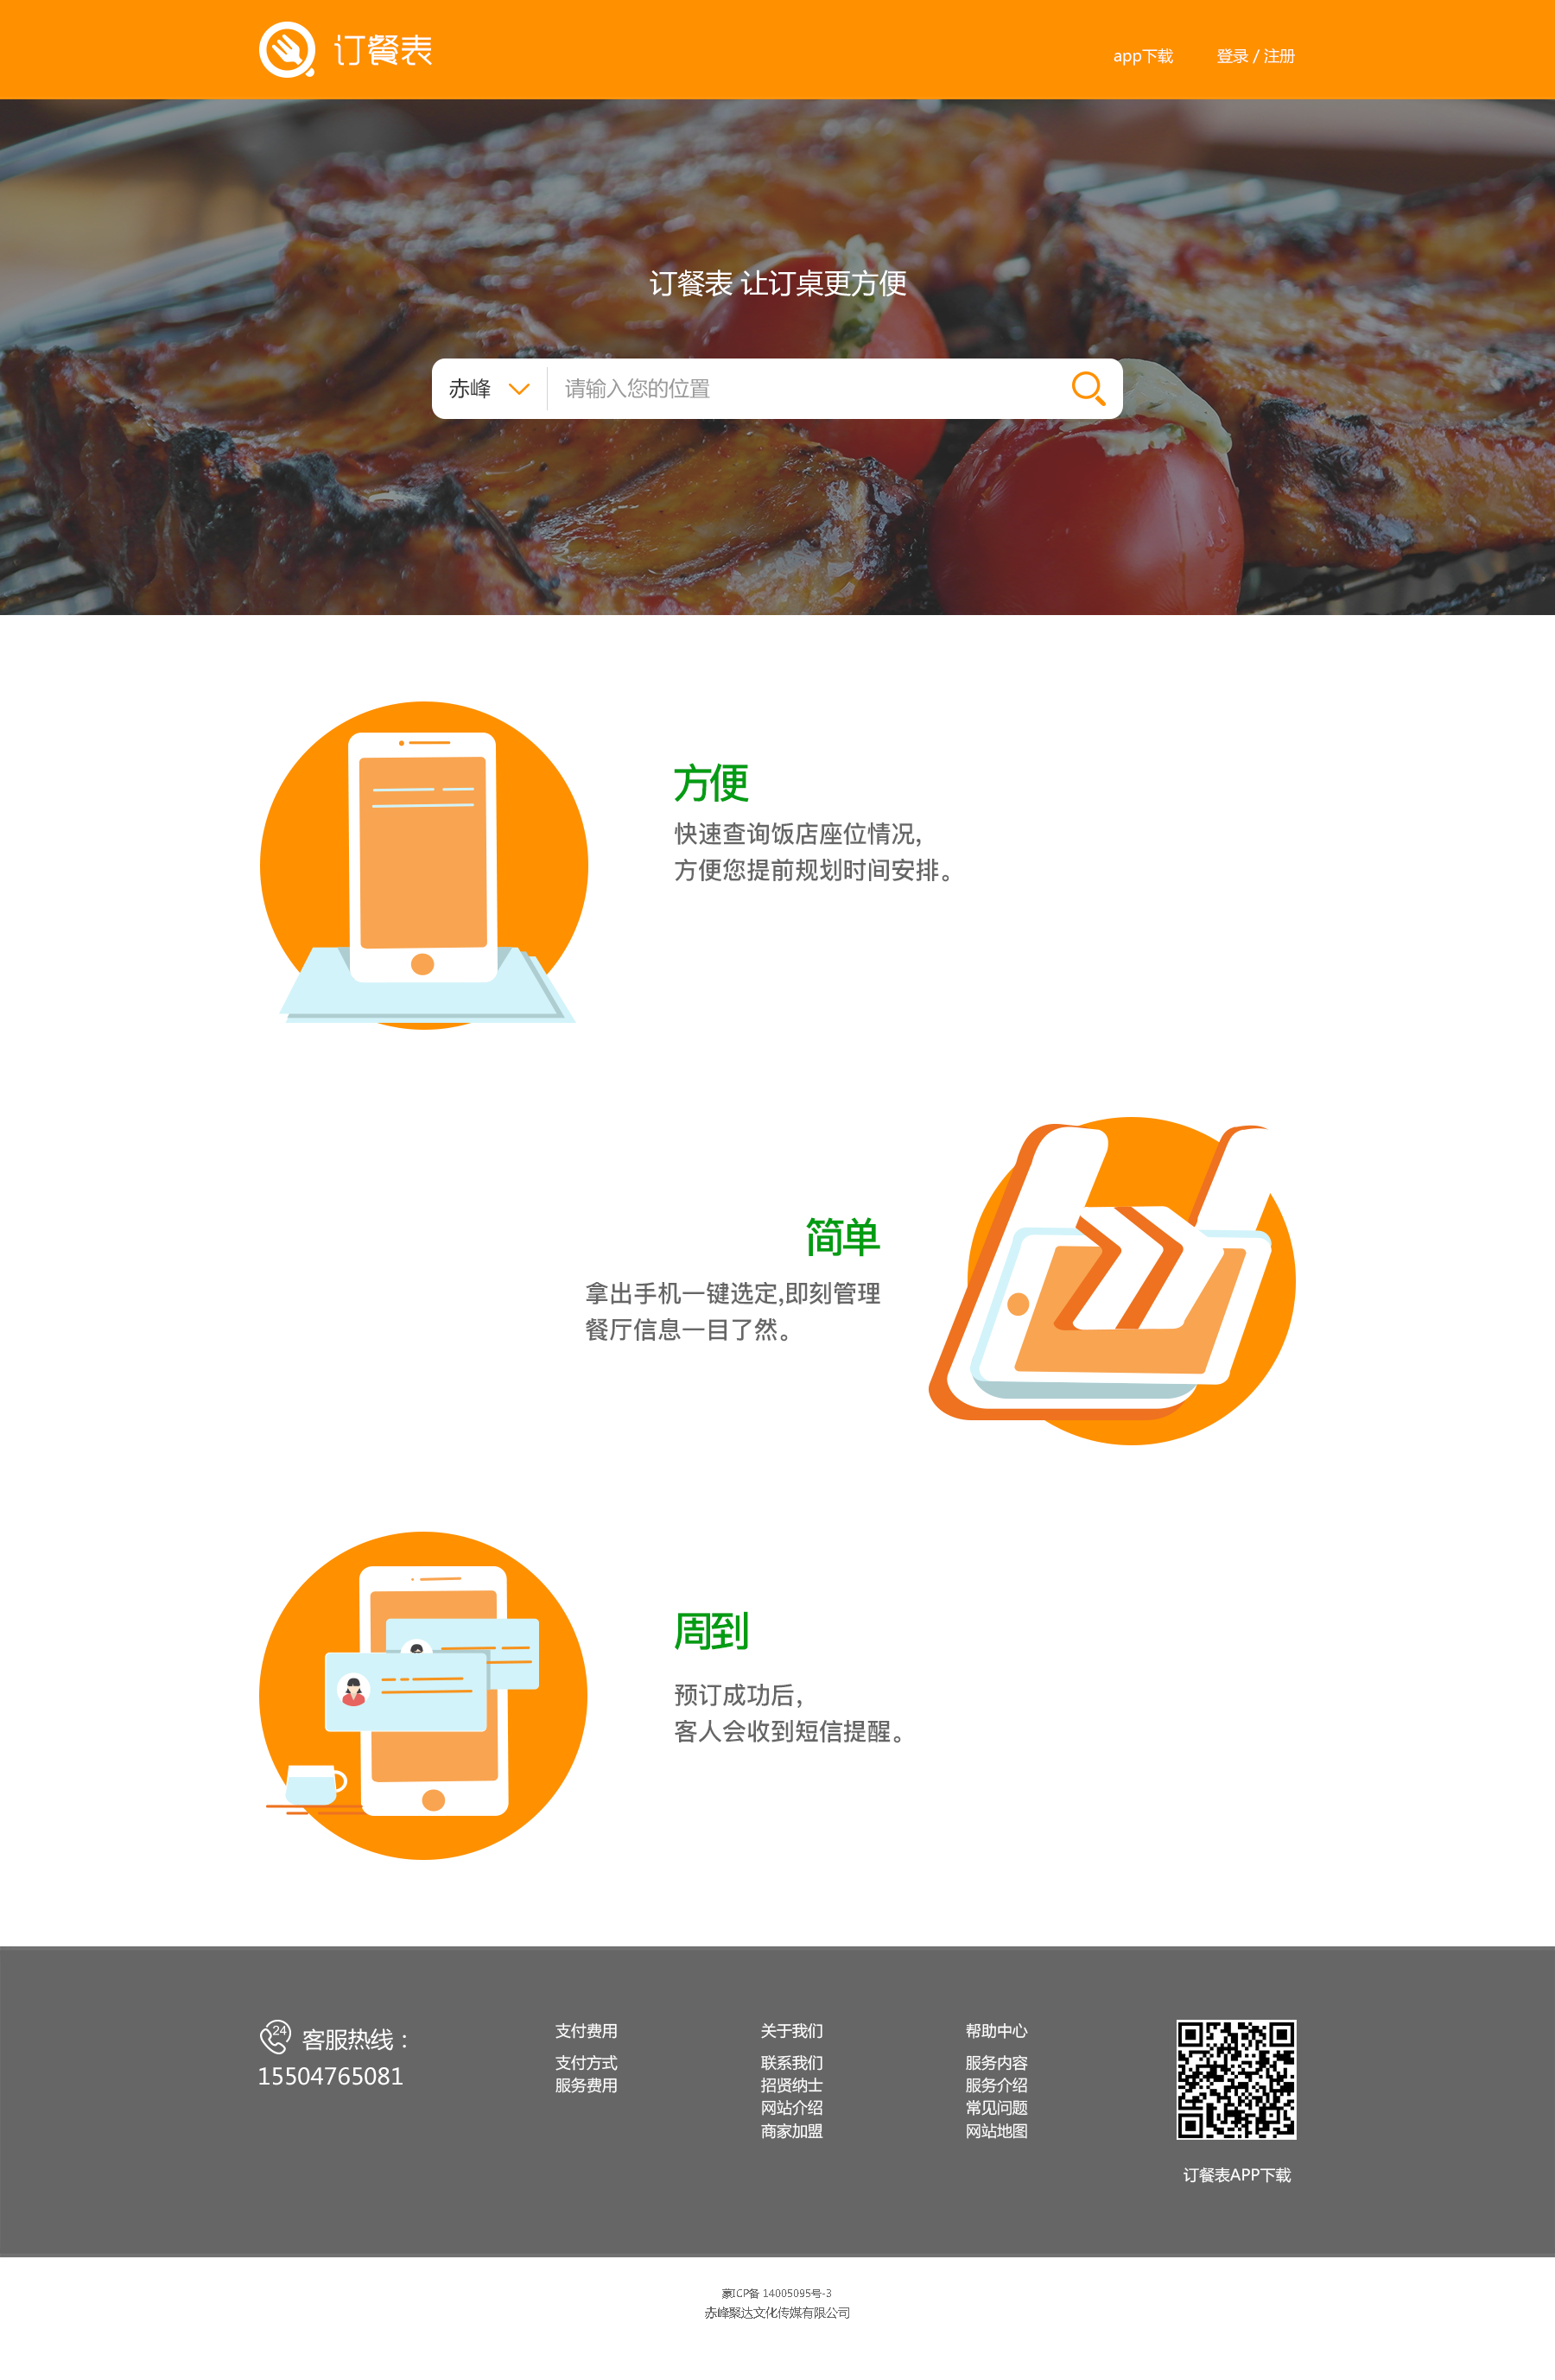 订餐表
app下载
登录 / 注册
订餐表 让订桌更方便
赤峰
请输入您的位置
方便
快速查询饭店座位情况,
方便您提前规划时间安排。
简单
拿出手机一键选定,即刻管理
餐厅信息一目了然。
周到
预订成功后,
客人会收到短信提醒。
24
客服热线：
15504765081
支付费用
支付方式
服务费用
关于我们
联系我们
招贤纳士
网站介绍
商家加盟
帮助中心
服务内容
服务介绍
常见问题
网站地图
订餐表APP下载
蒙ICP备 14005095号-3
赤峰聚达文化传媒有限公司